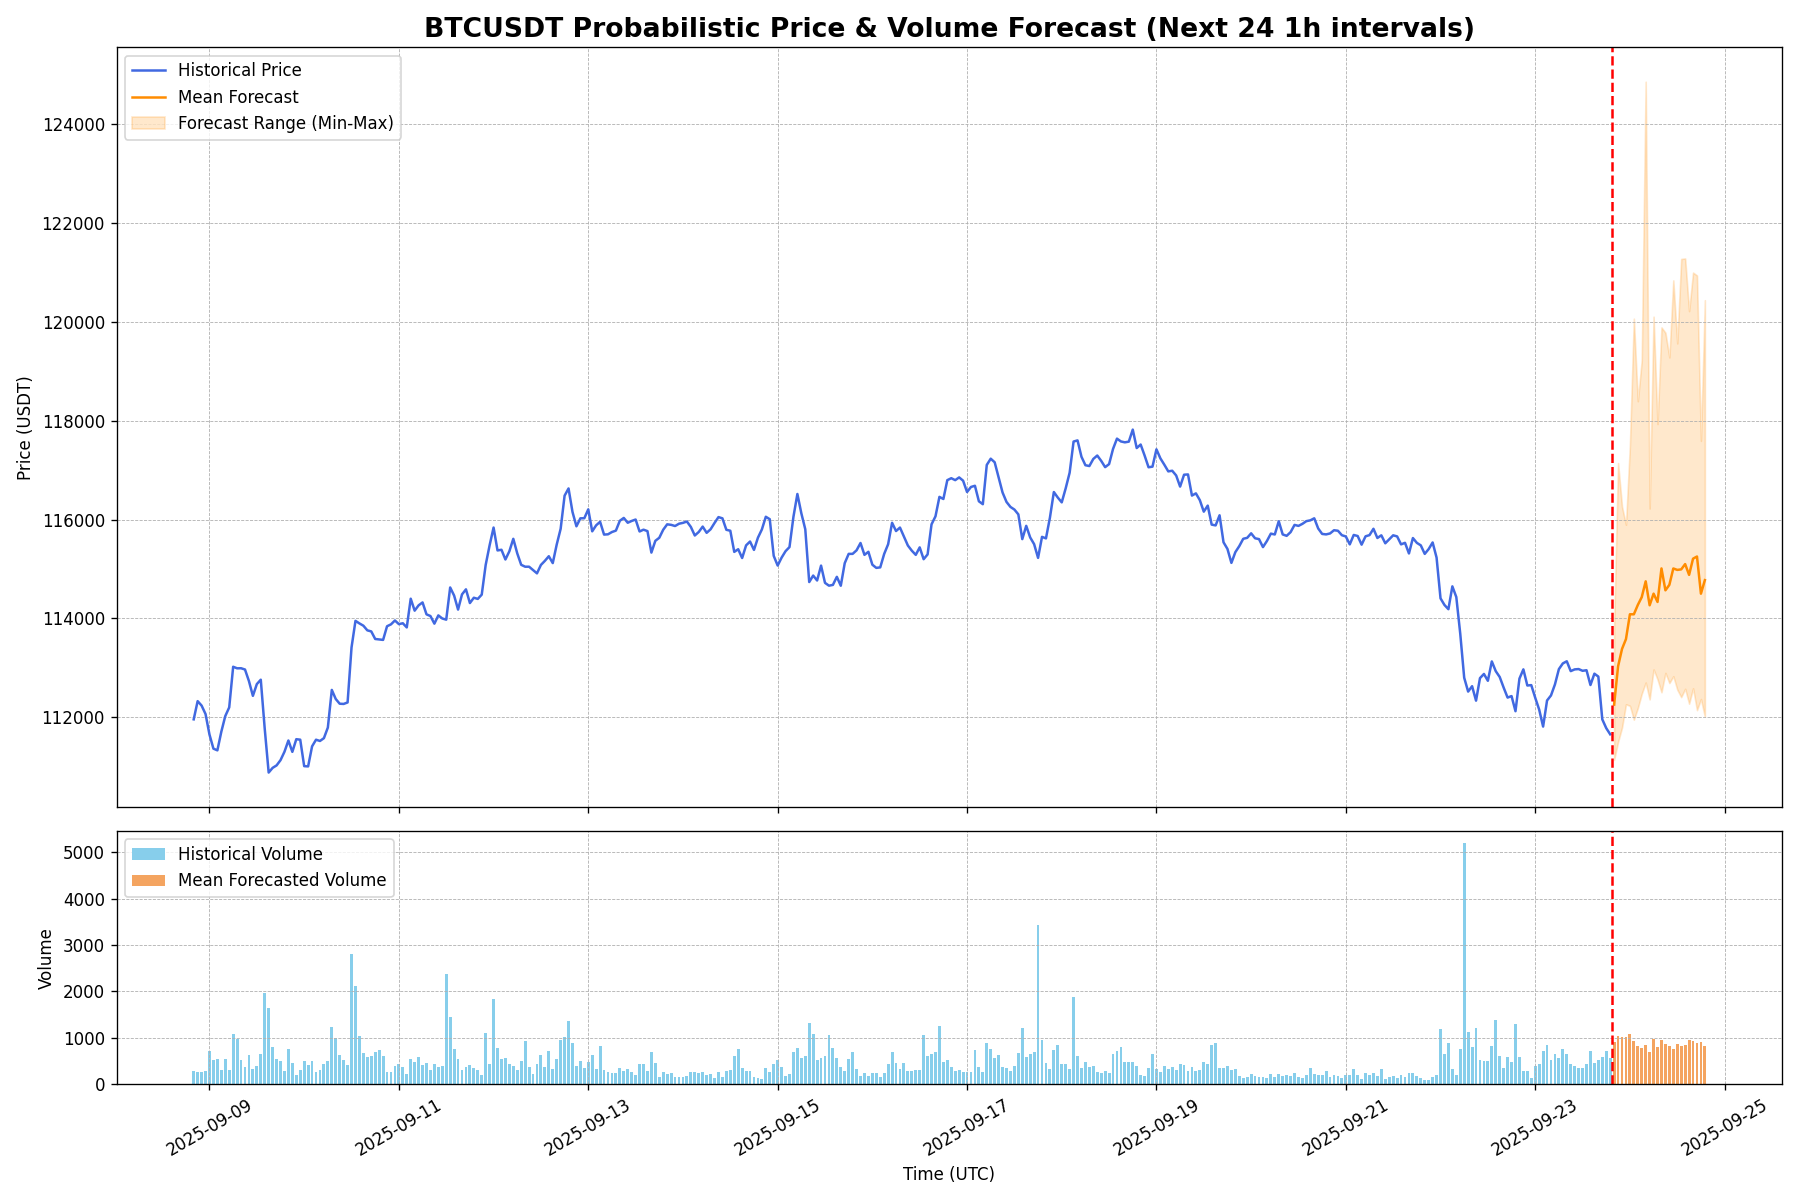 BTCUSDT Probabilistic Price & Volume Forecast (Next 24 1h intervals)
Historical Price
Mean Forecast
Forecast Range (Min-Max)
124000
122000
120000
118000
116000
114000
112000
Price (USDT)
Historical Volume
Mean Forecasted Volume
5000
4000
3000
2000
1000
0
Volume
2025-09-09
2025-09-11
2025-09-13
2025-09-15
2025-09-17
2025-09-19
2025-09-21
2025-09-23
2025-09-25
Time (UTC)